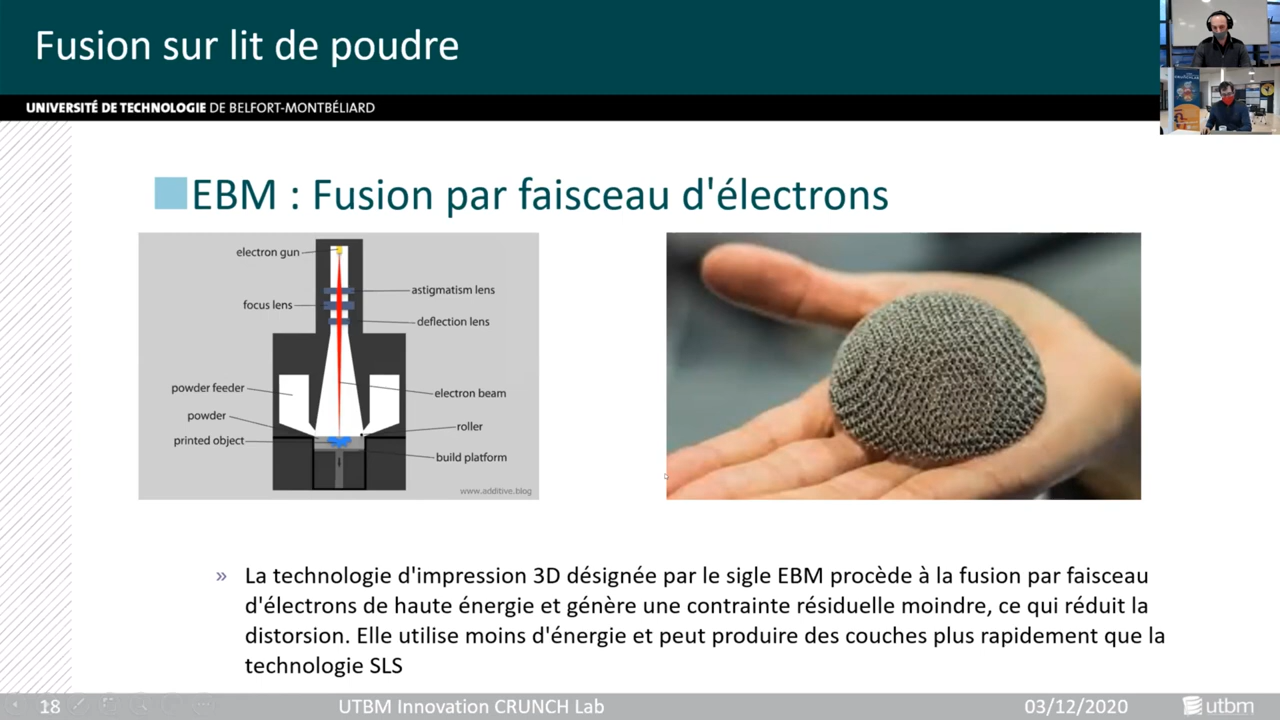 Fusion sur lit de poudre
UNIVERSITÉ DE TECHNOLOGIE DE BELFORT-MONTBÉLIARD
EBM : Fusion par faisceau d'électrons
electron gun
astigmatism lens
focus lens
deflection lens
powder feeder
electron beam
powder
roller
printed object
build platform
www.additive.blog
» La technologie d'impression 3D désignée par le sigle EBM procède à la fusion par faisceau
d'électrons de haute énergie et génère une contrainte résiduelle moindre, ce qui réduit la
distorsion. Elle utilise moins d'énergie et peut produire des couches plus rapidement que la
technologie SLS
18
UTBM Innovation CRUNCH Lab
03/12/2020
utbm